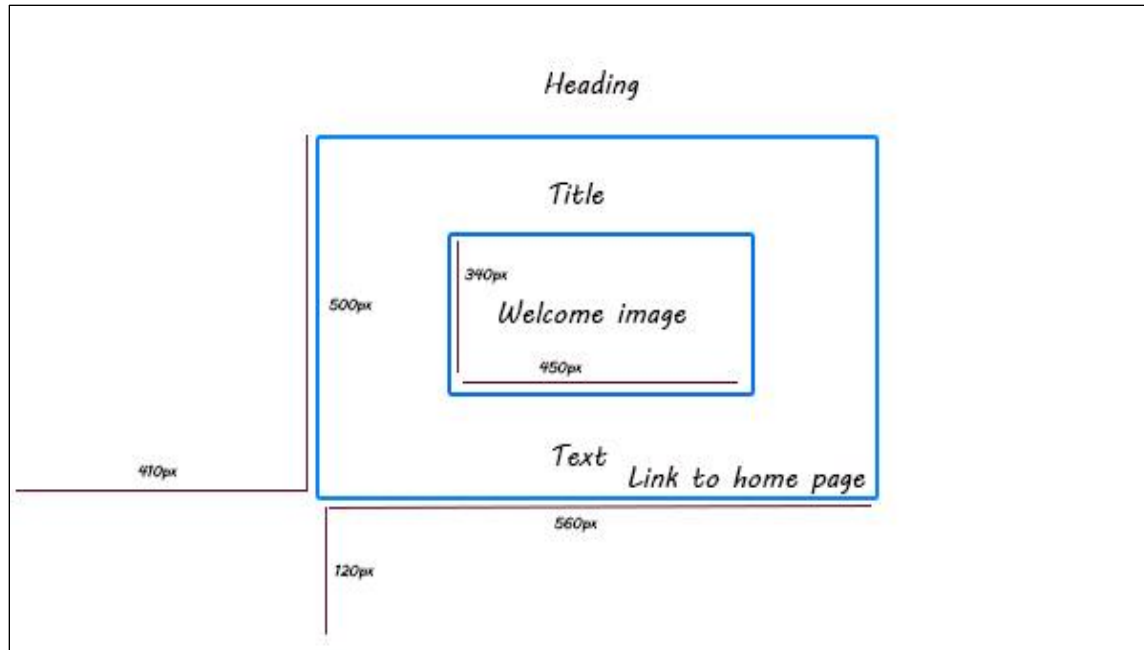 Heading
Title
340px
500px
Welcome image
450px
Text
410px
Link to home page
560px
120px